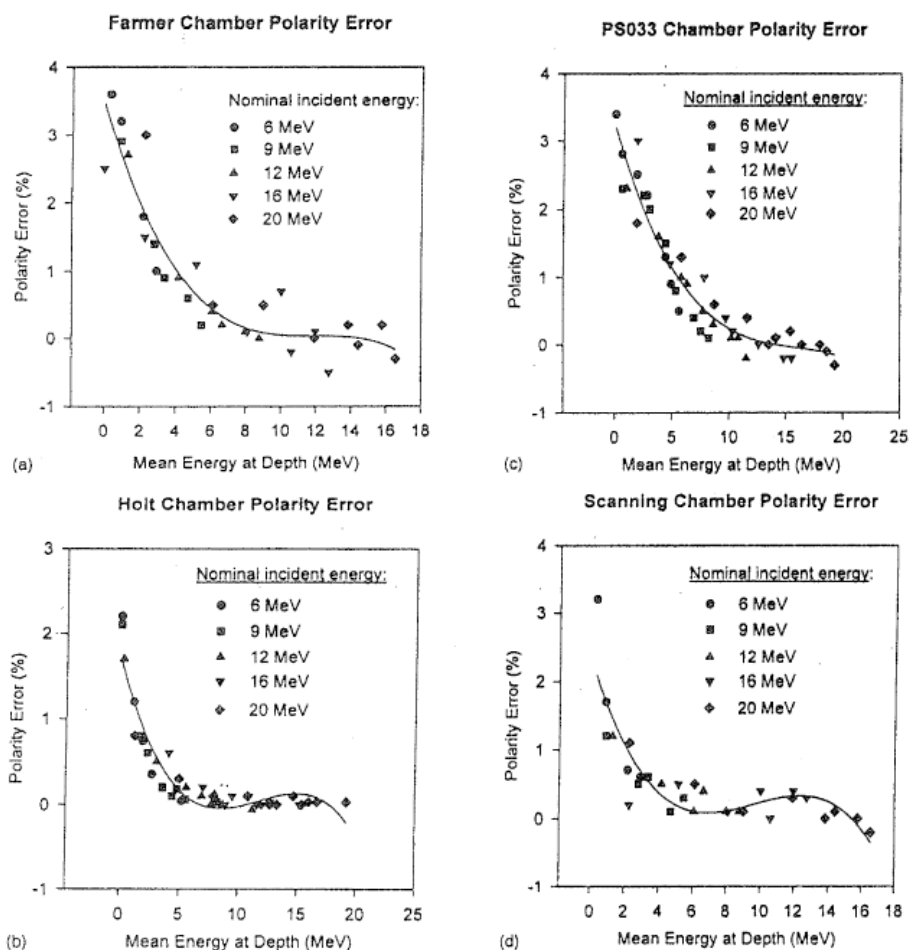 Farmer Chamber Polarity Error
Polarity Error (%)
4
3
2
1
0
-1
Nominal incident energy:
6 MeV
9 MeV
12 MeV
16 MeV
20 MeV
0 2 4 6 8 10 12 14 16 18
(a) Mean Energy at Depth (MeV)
PS033 Chamber Polarity Error
Polarity Error (%)
4
3
2
1
0
-1
Nominal incident energy:
6 MeV
9 MeV
12 MeV
16 MeV
20 MeV
0 5 10 15 20 25
(c) Mean Energy at Depth (MeV)
Holt Chamber Polarity Error
Polarity Error (%)
3
2
1
0
-1
Nominal incident energy:
6 MeV
9 MeV
12 MeV
16 MeV
20 MeV
0 5 10 15 20 25
(b) Mean Energy at Depth (MeV)
Scanning Chamber Polarity Error
Polarity Error (%)
4
3
2
1
0
-1
Nominal incident energy:
6 MeV
9 MeV
12 MeV
16 MeV
20 MeV
0 2 4 6 8 10 12 14 16 18
(d) Mean Energy at Depth (MeV)